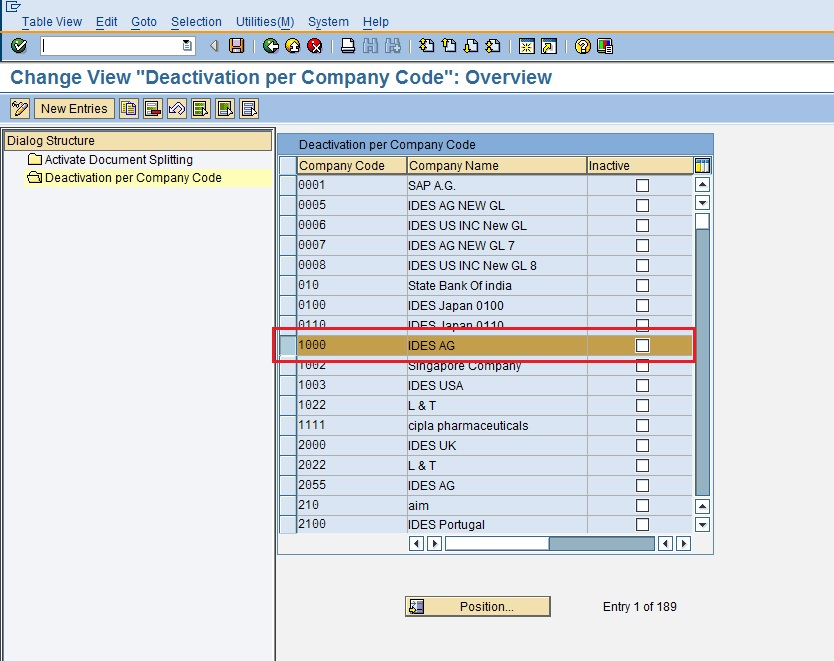 Table View Edit Goto Selection Utilities(M) System Help
Change View "Deactivation per Company Code": Overview
New Entries
Dialog Structure
Activate Document Splitting
Deactivation per Company Code
Deactivation per Company Code
Company Code Company Name Inactive
0001 SAP A.G.
0005 IDES AG NEW GL
0006 IDES US INC New GL
0007 IDES AG NEW GL 7
0008 IDES US INC New GL 8
010 State Bank Of india
0100 IDES Japan 0100
0110 IDES Japan 0110
1000 IDES AG
1002 Singapore Company
1003 IDES USA
1022 L & T
1111 cipla pharmaceuticals
2000 IDES UK
2022 L & T
2055 IDES AG
210 aim
2100 IDES Portugal
Position... Entry 1 of 189